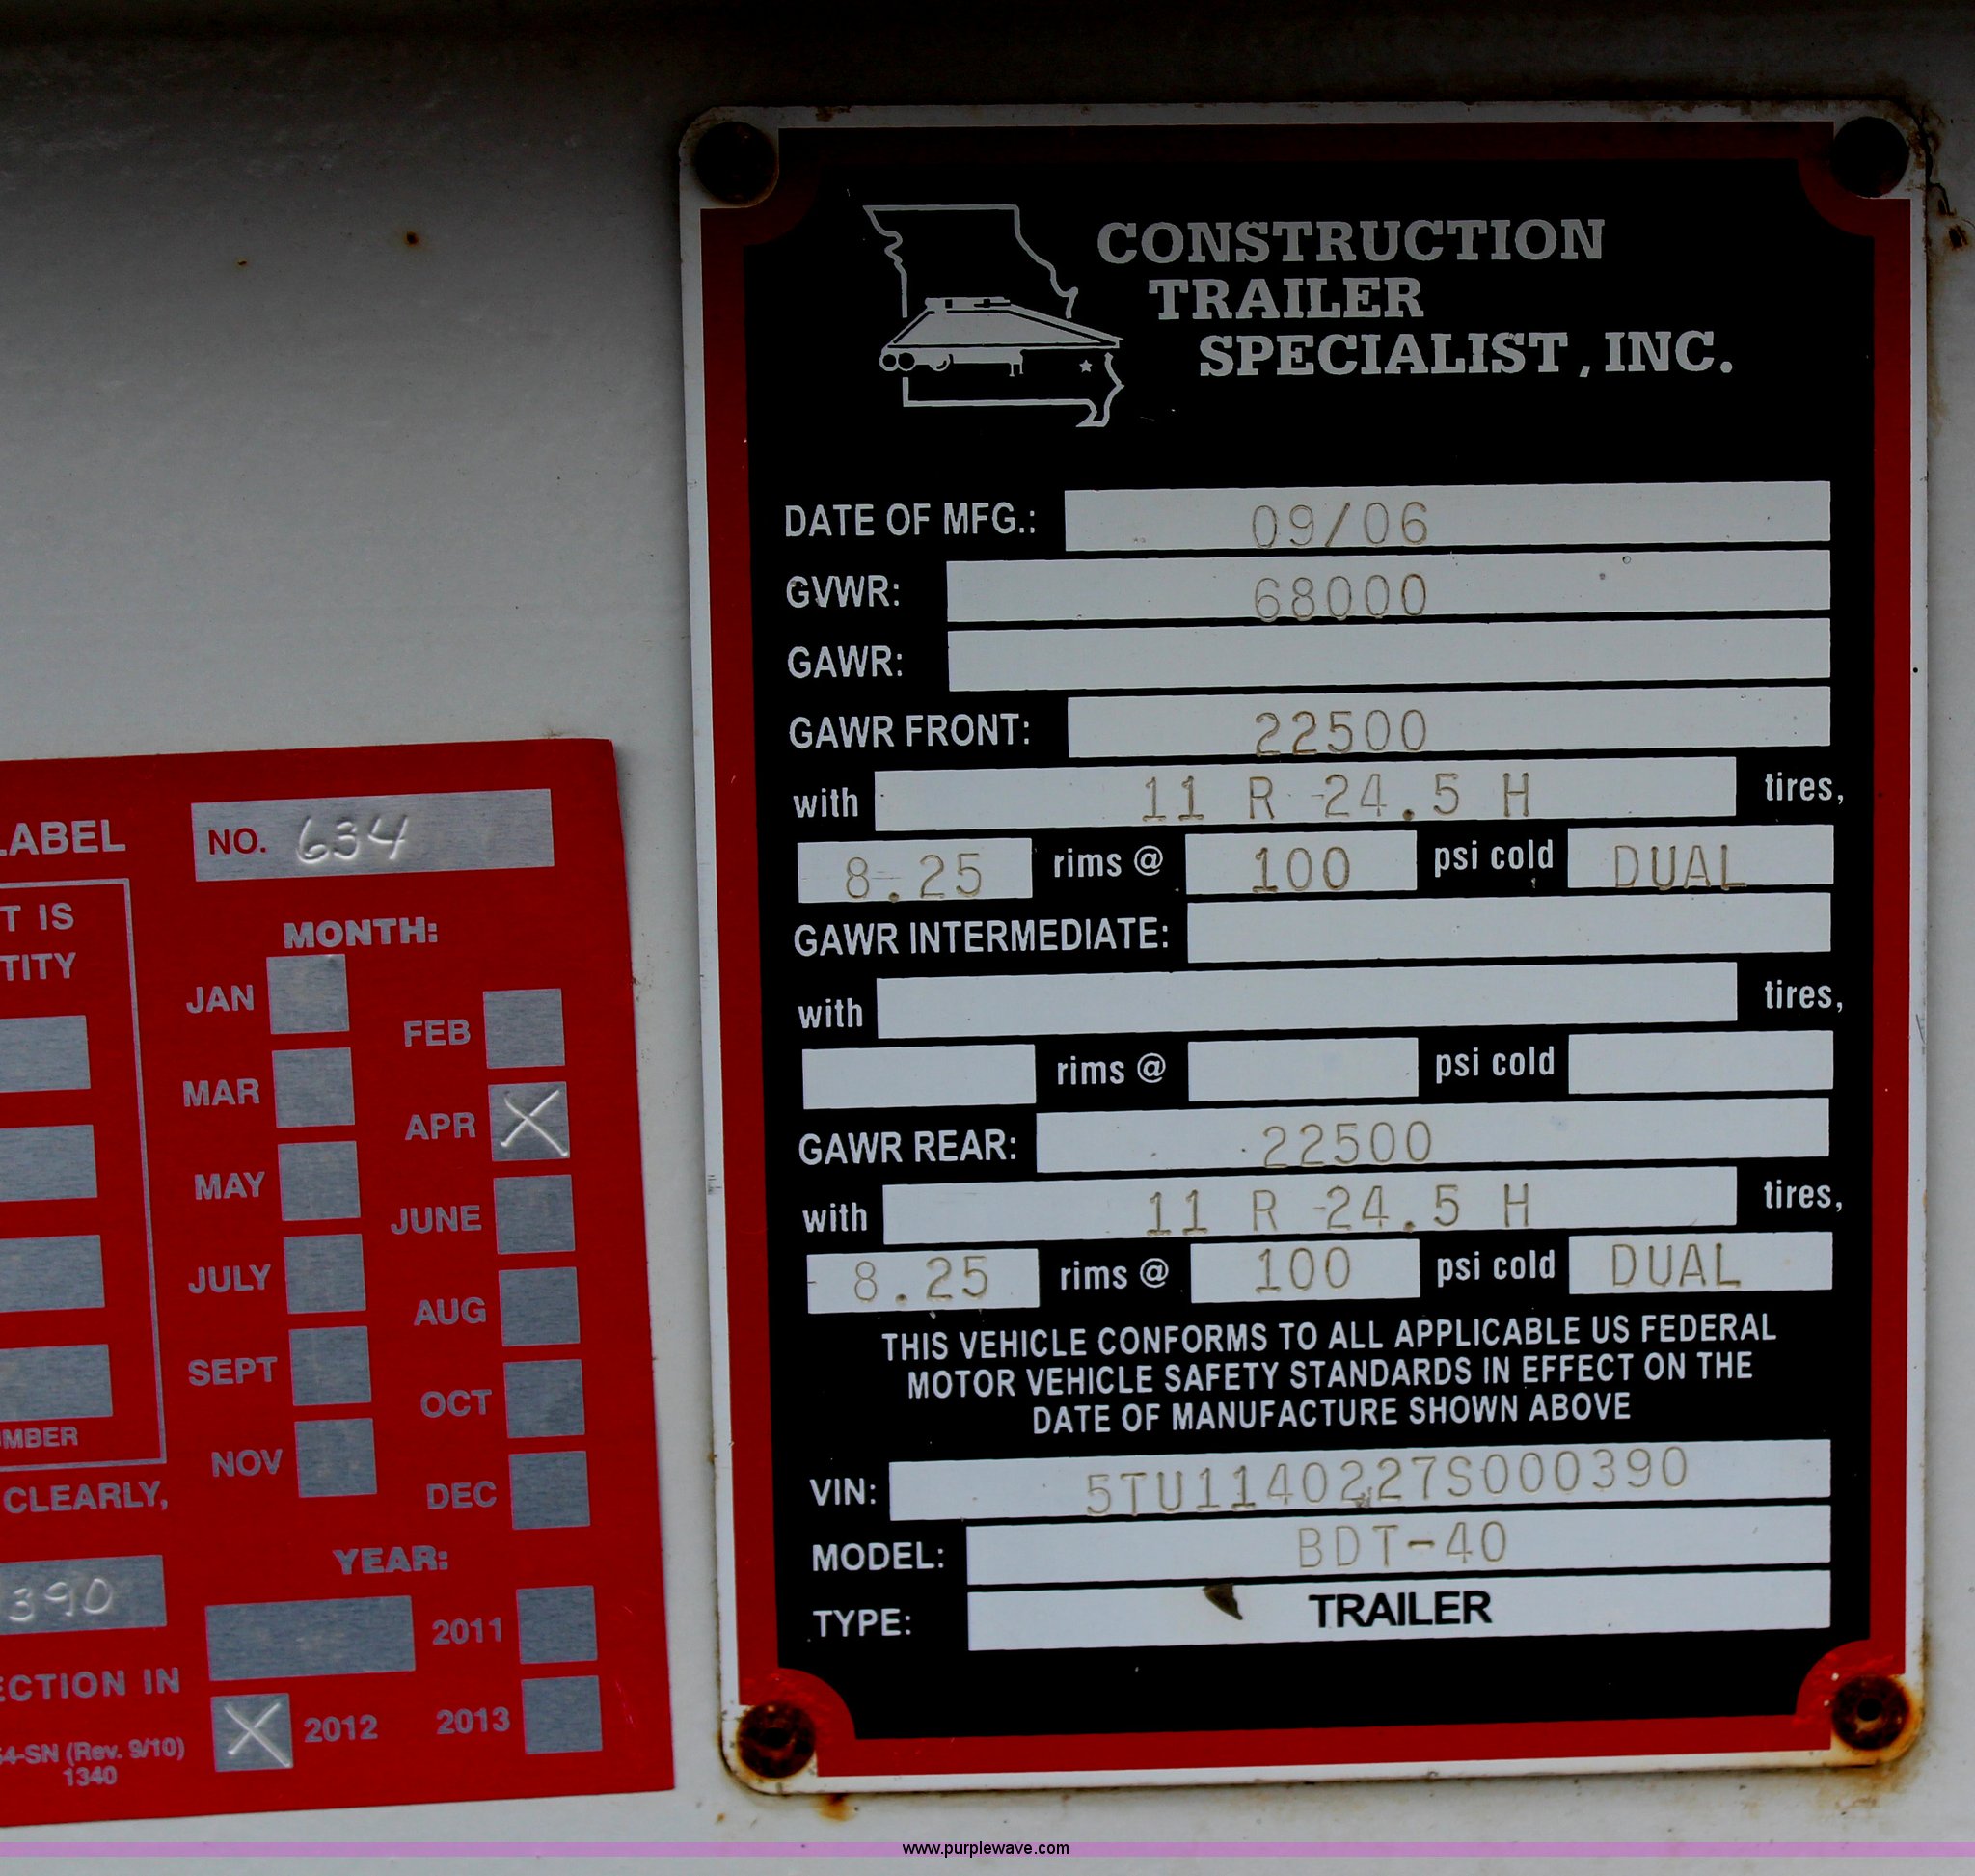 CONSTRUCTION
TRAILER
SPECIALIST, INC.
DATE OF MFG.: 09/06
GVWR: 68000
GAWR:
GAWR FRONT: 22500
with 11 R 24.5 H tires,
8.25 rims @ 100 psi cold DUAL
GAWR INTERMEDIATE:
with tires,
rims @ psi cold
GAWR REAR: 22500
with 11 R 24.5 H tires,
8.25 rims @ 100 psi cold DUAL
THIS VEHICLE CONFORMS TO ALL APPLICABLE US FEDERAL
MOTOR VEHICLE SAFETY STANDARDS IN EFFECT ON THE
DATE OF MANUFACTURE SHOWN ABOVE
VIN: 5TU1140227S000390
MODEL: BDT-40
TYPE: TRAILER
LABEL
NO. 634
T IS
TITY
MONTH:
JAN
FEB
MAR
APR X
MAY
JUNE
JULY
AUG
SEPT
OCT
NOV
DEC
UMBER
CLEARLY,
YEAR:
390
2011
ECTION IN
X 2012 2013
54-SN (Rev. 9/10)
1340
www.purplewave.com